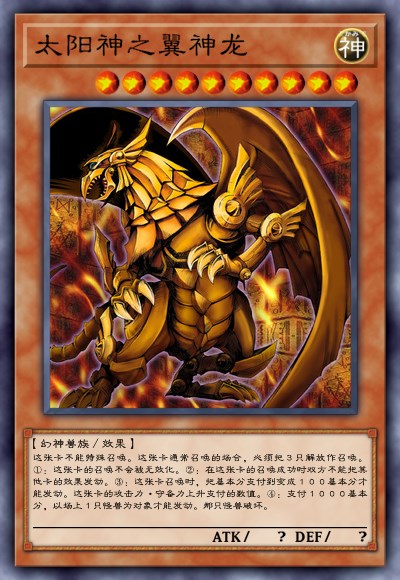 太阳神之翼神龙
神
かみ
【幻神兽族／效果】
这张卡不能特殊召唤。这张卡通常召唤的场合，必须把３只解放作召唤。
①：这张卡的召唤不会被无效化。②：在这张卡的召唤成功时双方不能把其
他卡的效果发动。③：这张卡召唤时，把基本分支付到变成１００基本分才
能发动。这张卡的攻击力·守备力上升支付的数值。④：支付１０００基本
分，以场上１只怪兽为对象才能发动。那只怪兽破坏。
ATK/ ? DEF/ ?